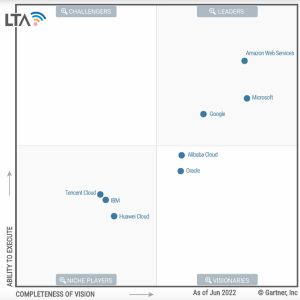 LTA
CHALLENGERS
LEADERS
Amazon Web Services
Microsoft
Google
Alibaba Cloud
Oracle
Tencent Cloud
IBM
Huawei Cloud
ABILITY TO EXECUTE
NICHE PLAYERS
VISIONARIES
COMPLETENESS OF VISION
As of Jun 2022
© Gartner, Inc